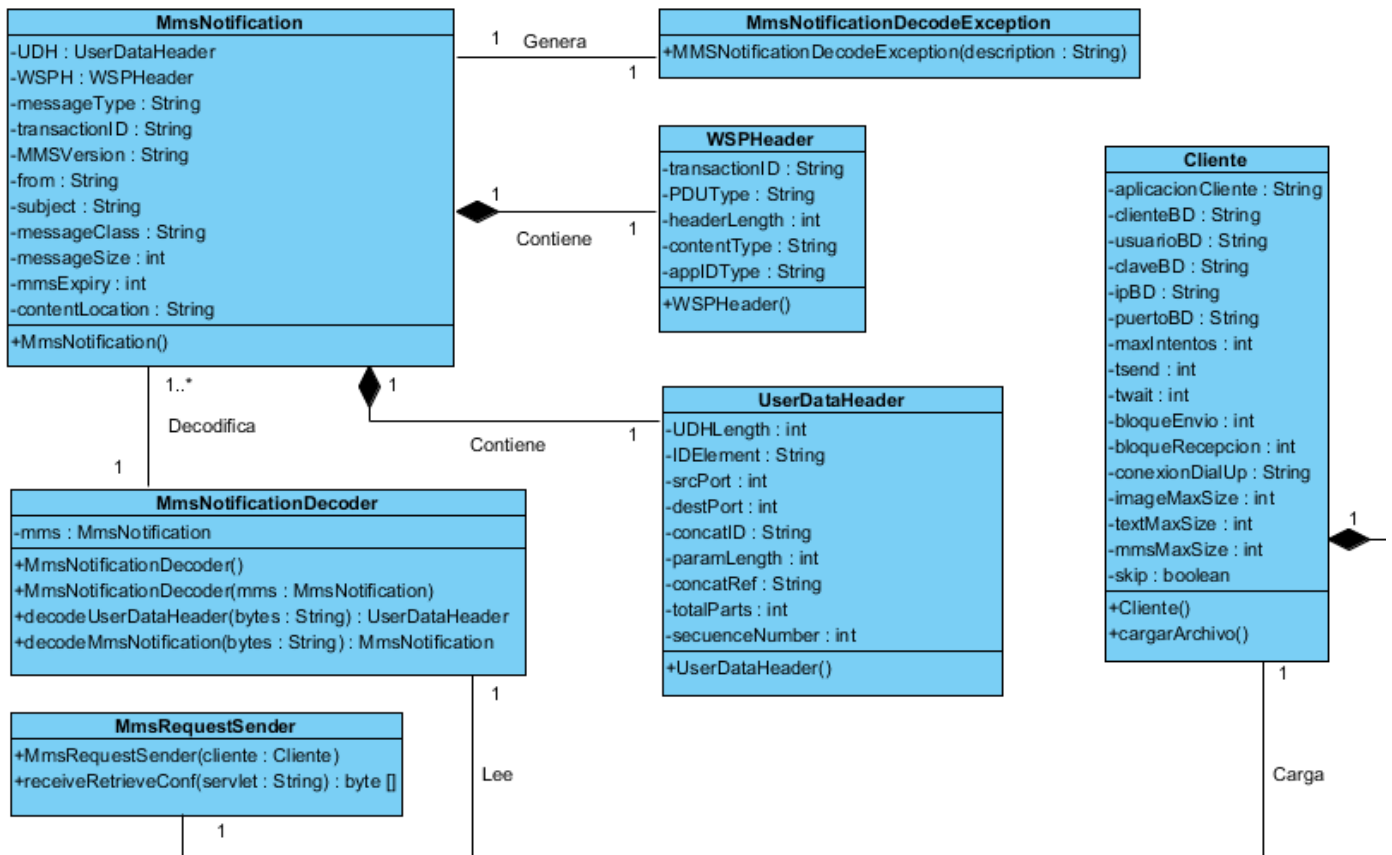 MmsNotification
-UDH : UserDataHeader
-WSPH : WSPHeader
-messageType : String
-transactionID : String
-MMSVersion : String
-from : String
-subject : String
-messageClass : String
-messageSize : int
-mmsExpiry : int
-contentLocation : String
+MmsNotification()
1
Genera
1
MmsNotificationDecodeException
+MMSNotificationDecodeException(description : String)
1
Contiene
1
WSPHeader
-transactionID : String
-PDUType : String
-headerLength : int
-contentType : String
-appIDType : String
+WSPHeader()
1..*
Decodifica
1
1
Contiene
1
UserDataHeader
-UDHLength : int
-IDElement : String
-srcPort : int
-destPort : int
-concatID : String
-paramLength : int
-concatRef : String
-totalParts : int
-secuenceNumber : int
+UserDataHeader()
MmsNotificationDecoder
-mms : MmsNotification
+MmsNotificationDecoder()
+MmsNotificationDecoder(mms : MmsNotification)
+decodeUserDataHeader(bytes : String) : UserDataHeader
+decodeMmsNotification(bytes : String) : MmsNotification
1
Lee
MmsRequestSender
+MmsRequestSender(cliente : Cliente)
+receiveRetrieveConf(servlet : String) : byte []
1
Cliente
-aplicacionCliente : String
-clienteBD : String
-usuarioBD : String
-claveBD : String
-ipBD : String
-puertoBD : String
-maxIntentos : int
-tsend : int
-twait : int
-bloqueEnvio : int
-bloqueRecepcion : int
-conexionDialUp : String
-imageMaxSize : int
-textMaxSize : int
-mmsMaxSize : int
-skip : boolean
+Cliente()
+cargarArchivo()
1
1
Carga